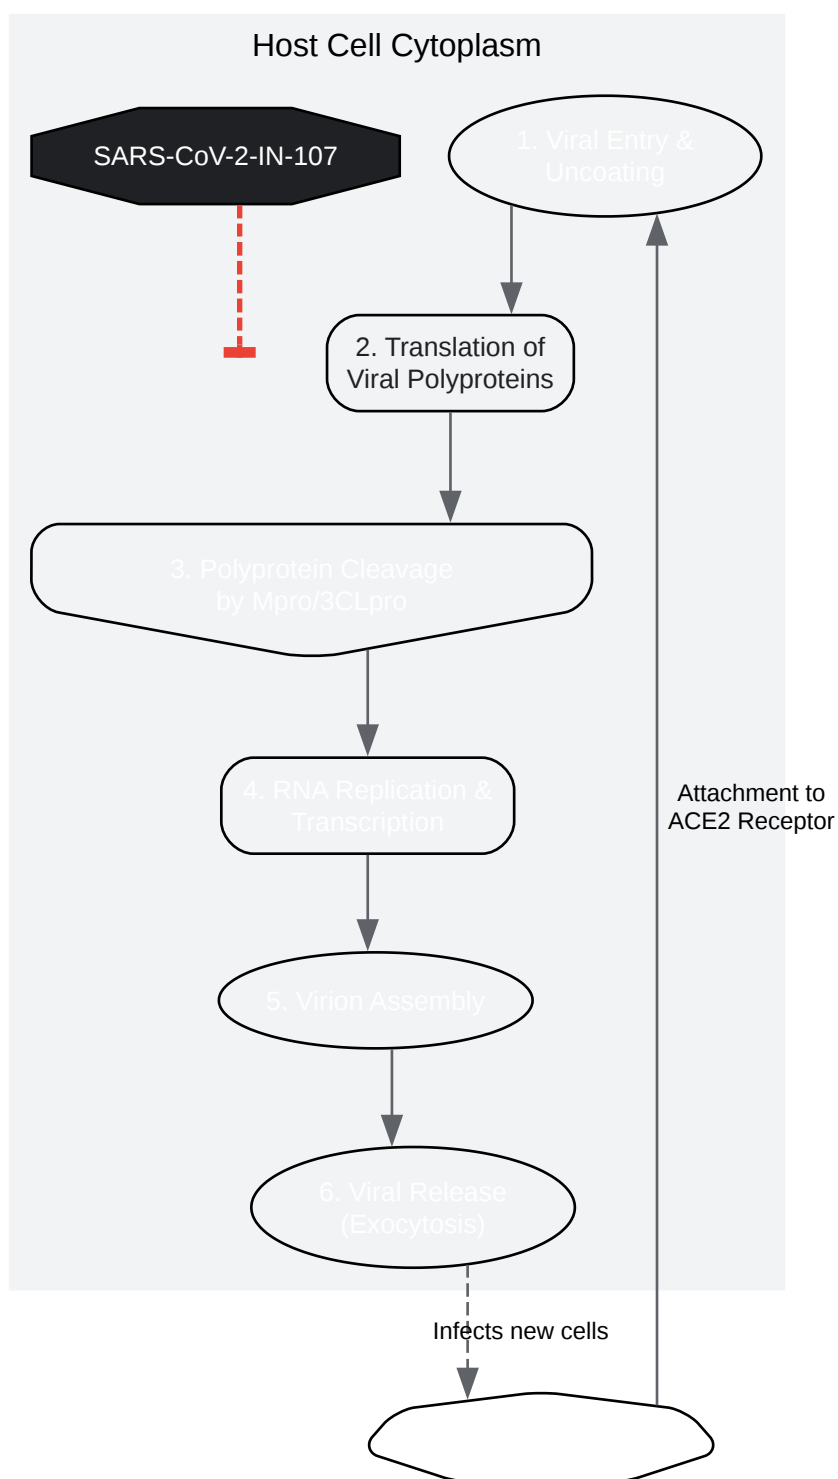 Host Cell Cytoplasm
SARS-CoV-2-IN-107
1. Viral Entry &
Uncoating
2. Translation of
Viral Polyproteins
3. Polyprotein Cleavage
by Mpro/3CLpro
4. RNA Replication &
Transcription
Attachment to
ACE2 Receptor
5. Virion Assembly
6. Viral Release
(Exocytosis)
Infects new cells